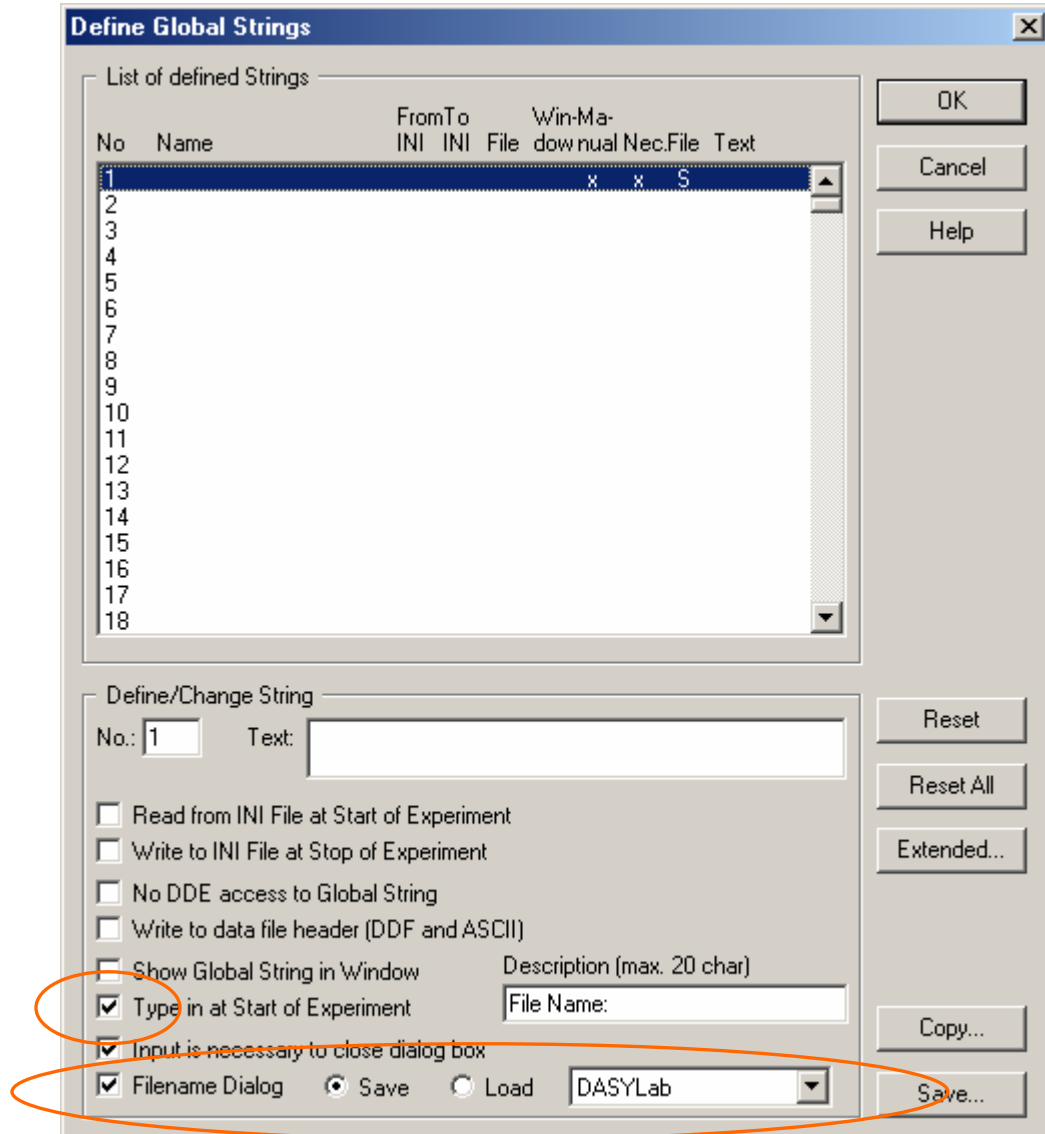 Define Global Strings
List of defined Strings
OK
FromTo Win-Ma-
No Name INI INI File dow nual Nec.File Text
Cancel
1 x x S
2
3
Help
4
5
6
7
8
9
10
11
12
13
14
15
16
17
18
Define/Change String
Reset
No.: 1 Text:
Reset All
Read from INI File at Start of Experiment
Write to INI File at Stop of Experiment
Extended...
No DDE access to Global String
Write to data file header (DDF and ASCII)
Show Global String in Window Description (max. 20 char)
Type in at Start of Experiment File Name:
Copy...
Input is necessary to close dialog box
Filename Dialog Save Load DASYLab
Save...